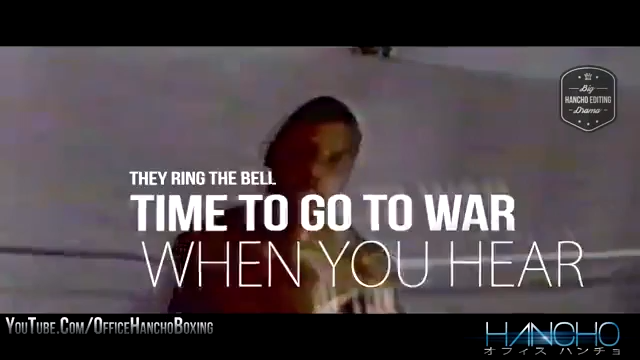 Big
HANCHO EDITING
Drama
THEY RING THE BELL
TIME TO GO TO WAR
WHEN YOU HEAR
YOUTUBE.COM/OFFICEHANCHOBOXING
HANCHO
オフィス ハンチョ